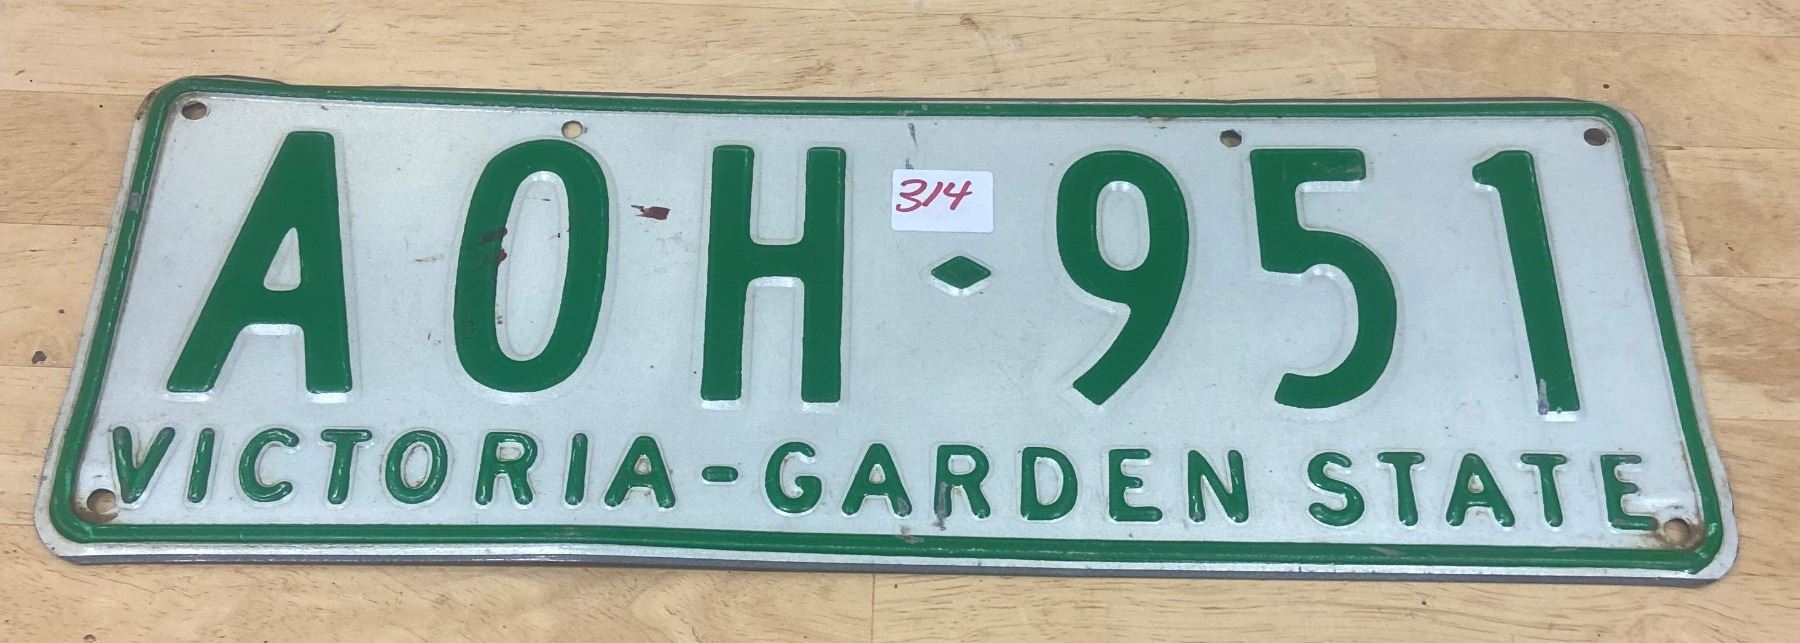 314
AOH◆951
VICTORIA-GARDEN STATE